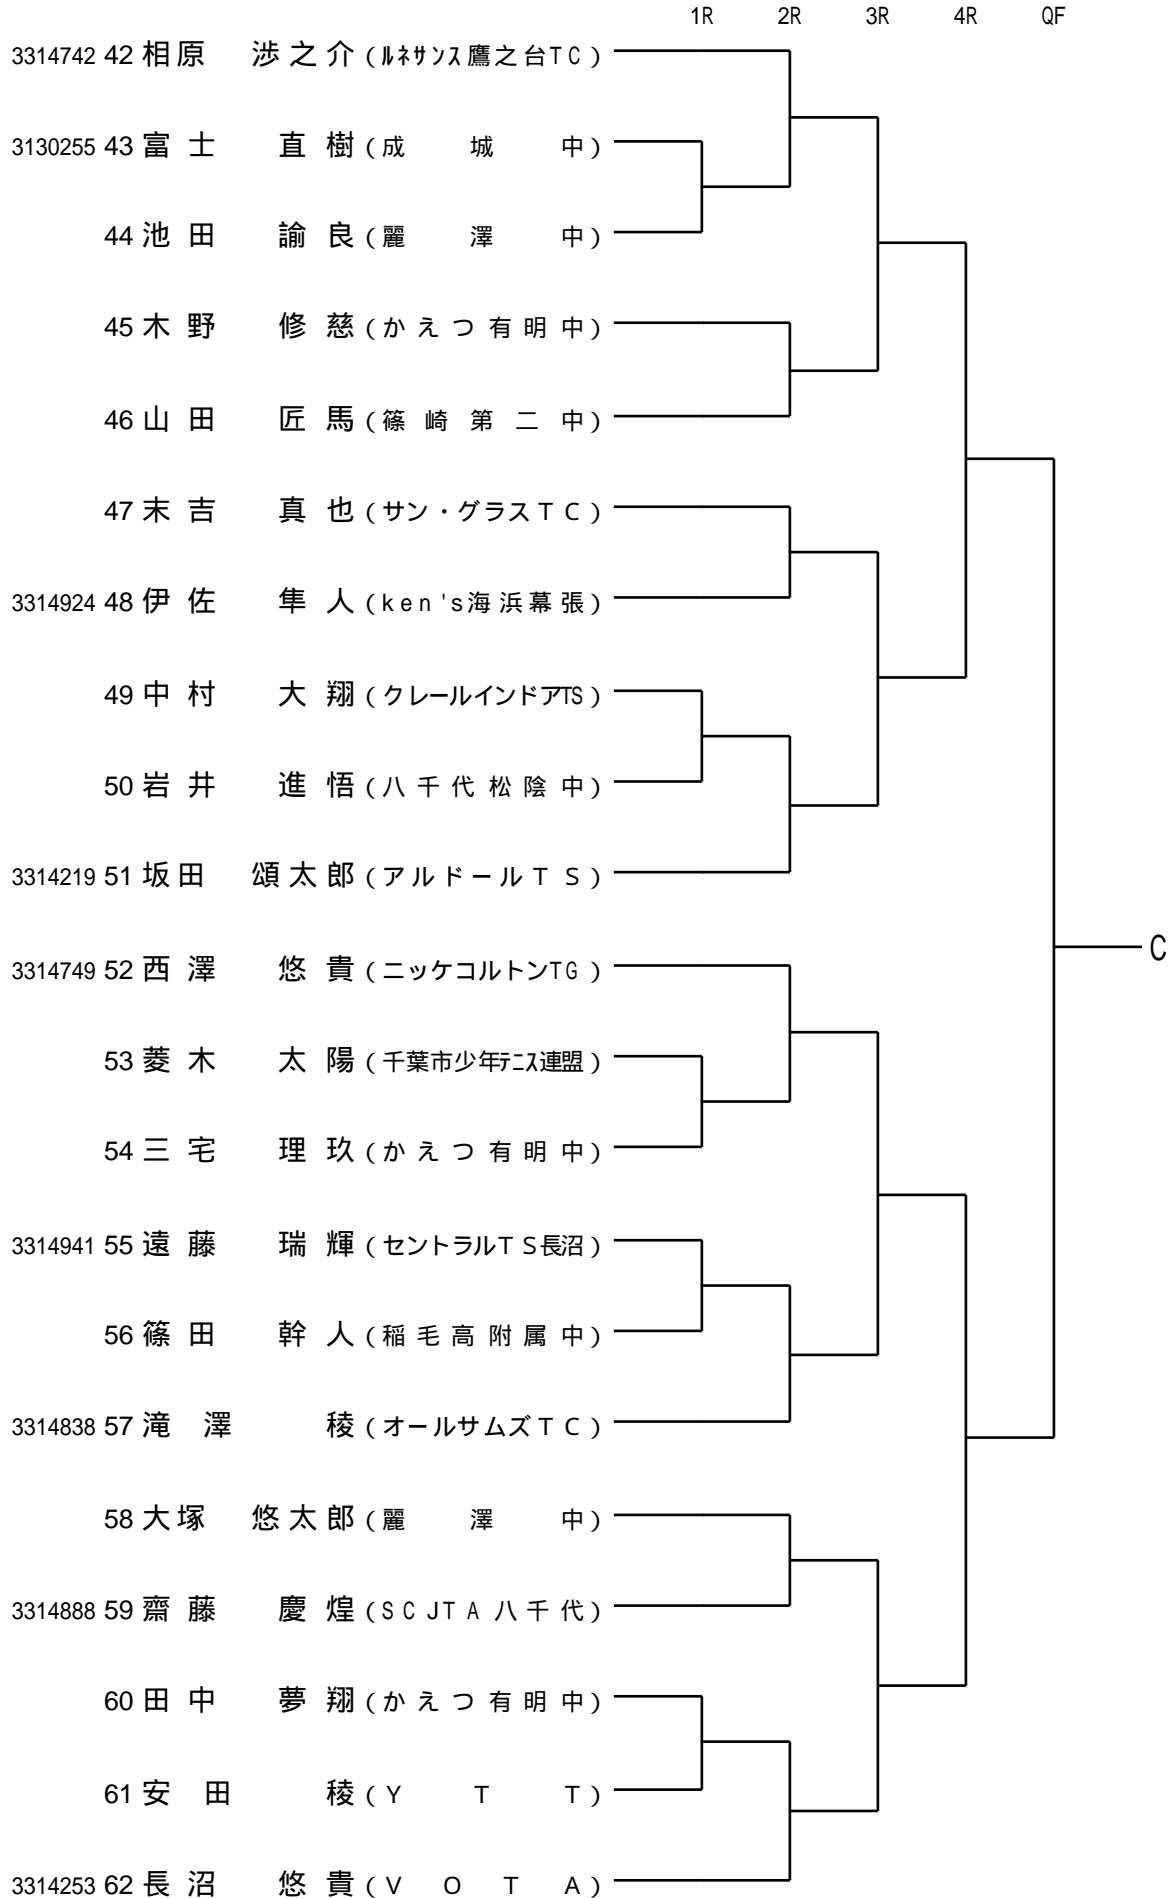 1R 2R 3R 4R QF
3314742 42 相原 渉之介 (ルネサンス鷹之台TC)
3130255 43 富士 直樹 (成城中)
44 池田 諭良 (麗澤中)
45 木野 修慈 (かえつ有明中)
46 山田 匠馬 (篠崎第二中)
47 末吉 真也 (サン・グラスTC)
3314924 48 伊佐 隼人 (ken's海浜幕張)
49 中村 大翔 (クレールインドアTS)
50 岩井 進悟 (八千代松陰中)
3314219 51 坂田 頌太郎 (アルドールTS)
C
3314749 52 西澤 悠貴 (ニッケコルトンTG)
53 菱木 太陽 (千葉市少年テニス連盟)
54 三宅 理玖 (かえつ有明中)
3314941 55 遠藤 瑞輝 (セントラルTS長沼)
56 篠田 幹人 (稲毛高附属中)
3314838 57 滝澤 稜 (オールサムズTC)
58 大塚 悠太郎 (麗澤中)
3314888 59 齋藤 慶煌 (SCJTA八千代)
60 田中 夢翔 (かえつ有明中)
61 安田 稜 (YTT)
3314253 62 長沼 悠貴 (VOTA)